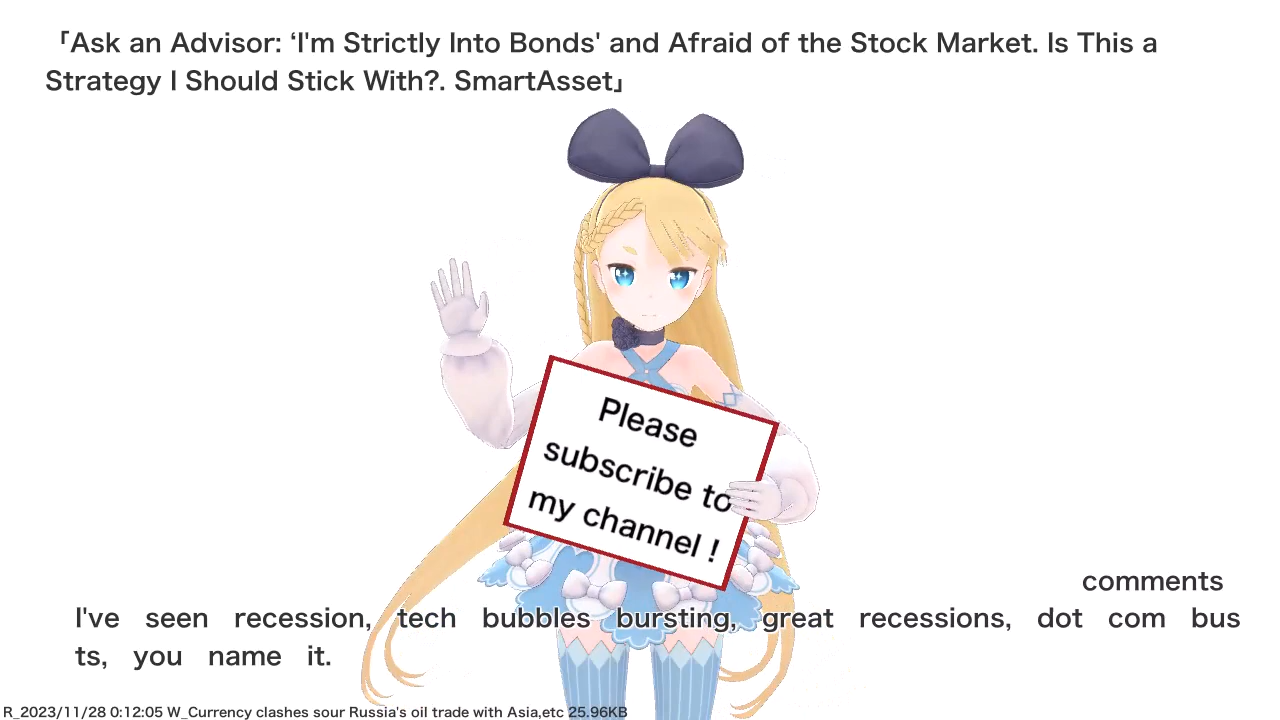 「Ask an Advisor: ‘I'm Strictly Into Bonds' and Afraid of the Stock Market. Is This a
Strategy I Should Stick With?. SmartAsset」
Please
subscribe to
my channel !
comments
I've seen recession, tech bubbles bursting, great recessions, dot com bus
ts, you name it.
R_2023/11/28 0:12:05 W_Currency clashes sour Russia's oil trade with Asia,etc 25.96KB